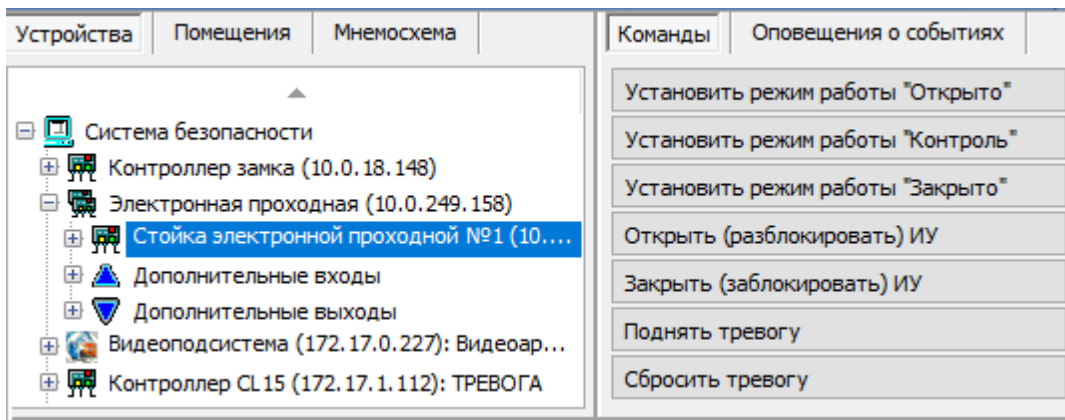 Устройства
Помещения
Мнемосхема
Система безопасности
Контроллер замка (10.0.18.148)
Электронная проходная (10.0.249.158)
Стойка электронной проходной №1 (10....
Дополнительные входы
Дополнительные выходы
Видеоподсистема (172.17.0.227): Видеоар...
Контроллер CL15 (172.17.1.112): ТРЕВОГА
Команды
Оповещения о событиях
Установить режим работы "Открыто"
Установить режим работы "Контроль"
Установить режим работы "Закрыто"
Открыть (разблокировать) ИУ
Закрыть (заблокировать) ИУ
Поднять тревогу
Сбросить тревогу